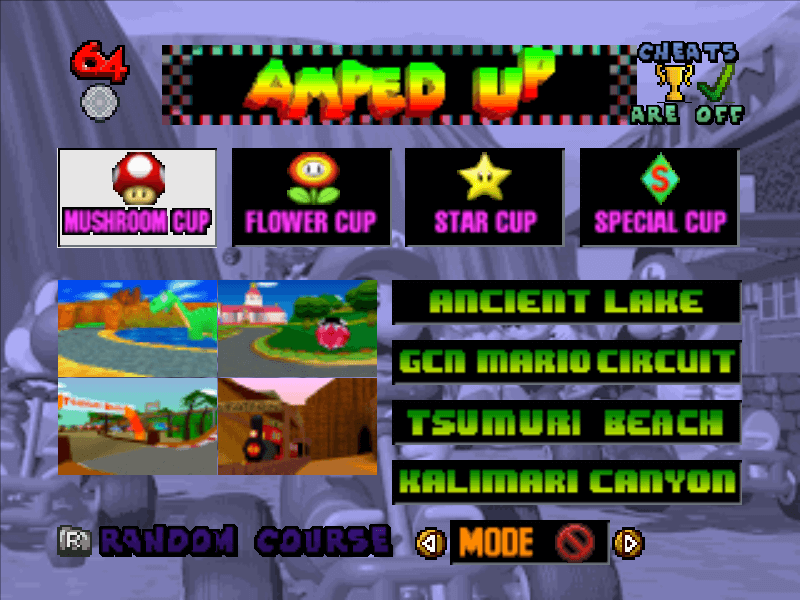 64
AMPED UP
CHEATS
ARE OFF
MUSHROOM CUP
FLOWER CUP
STAR CUP
S
SPECIAL CUP
ANCIENT LAKE
GCN MARIO CIRCUIT
TSUMURI BEACH
KALIMARI CANYON
R RANDOM COURSE
MODE